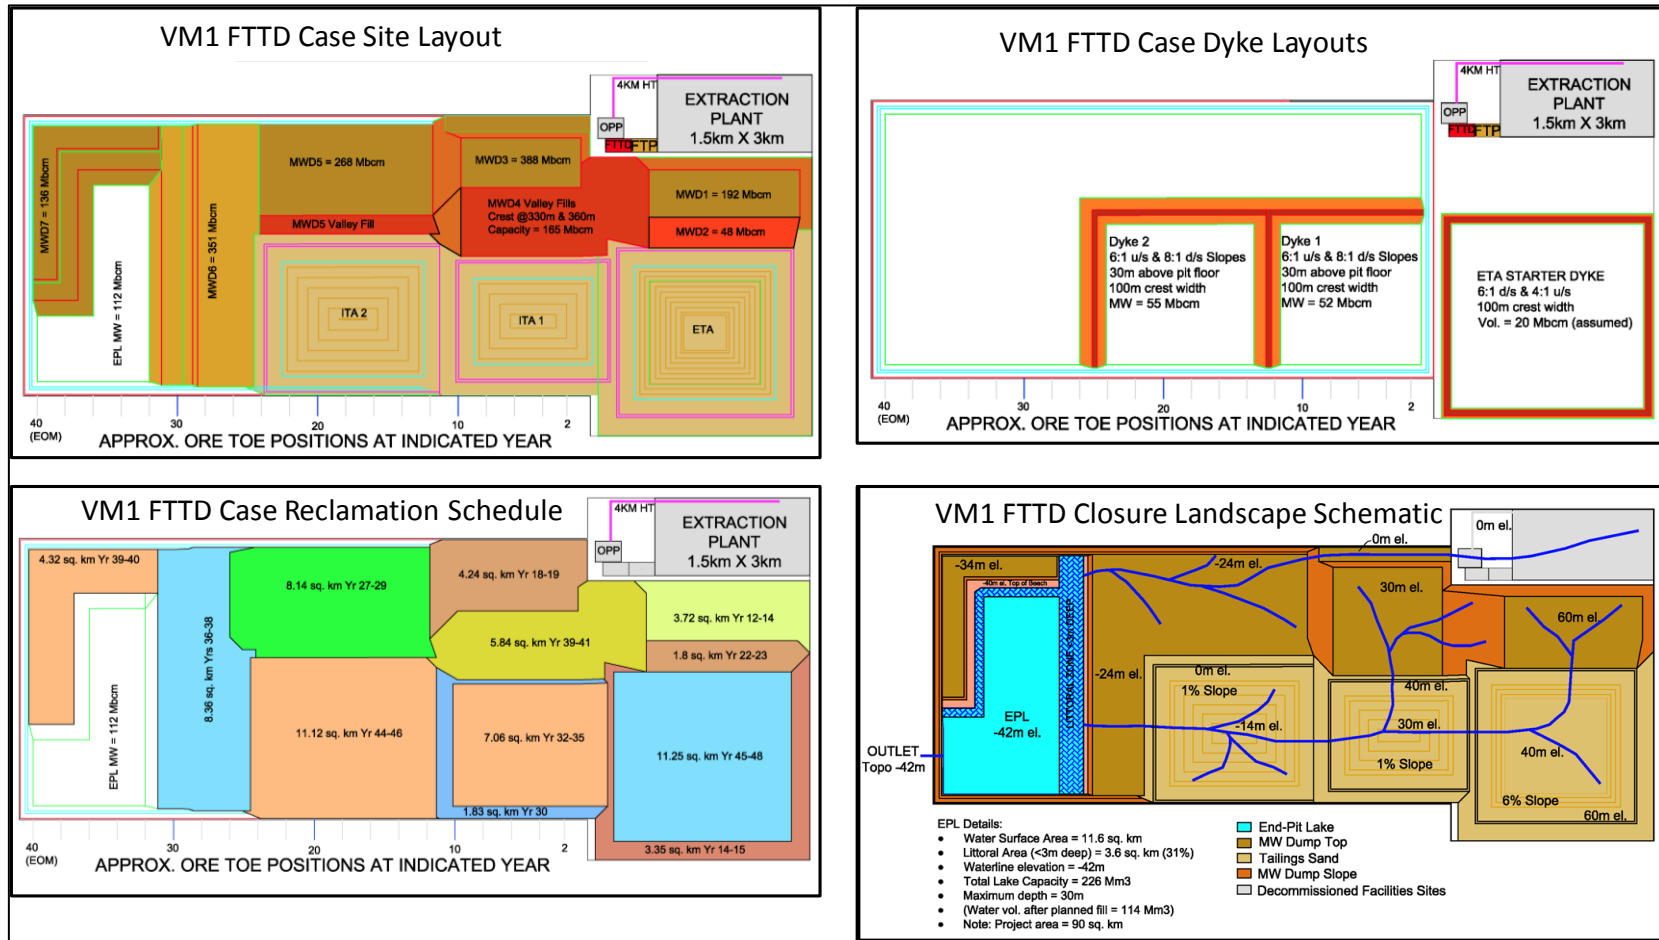 VM1 FTTD Case Site Layout
4KM HT
EXTRACTION
PLANT
1.5km X 3km
OPP
FTTD
FTP
MWD7 = 136 Mbcm
EPL MW = 112 Mbcm
MWD6 = 351 Mbcm
MWD5 = 268 Mbcm
MWD5 Valley Fill
MWD3 = 388 Mbcm
MWD4 Valley Fills
Crest @330m & 360m
Capacity = 165 Mbcm
MWD1 = 192 Mbcm
MWD2 = 48 Mbcm
ITA 2
ITA 1
ETA
40
(EOM)
30
20
10
2
APPROX. ORE TOE POSITIONS AT INDICATED YEAR
VM1 FTTD Case Dyke Layouts
4KM HT
EXTRACTION
PLANT
1.5km X 3km
OPP
FTTD
FTP
Dyke 2
6:1 u/s & 8:1 d/s Slopes
30m above pit floor
100m crest width
MW = 55 Mbcm
Dyke 1
6:1 u/s & 8:1 d/s Slopes
30m above pit floor
100m crest width
MW = 52 Mbcm
ETA STARTER DYKE
6:1 d/s & 4:1 u/s
100m crest width
Vol. = 20 Mbcm (assumed)
40
(EOM)
30
20
10
2
APPROX. ORE TOE POSITIONS AT INDICATED YEAR
VM1 FTTD Case Reclamation Schedule
4KM HT
EXTRACTION
PLANT
1.5km X 3km
OPP
4.32 sq. km Yr 39-40
EPL MW = 112 Mbcm
8.36 sq. km Yrs 36-38
8.14 sq. km Yr 27-29
4.24 sq. km Yr 18-19
5.84 sq. km Yr 39-41
3.72 sq. km Yr 12-14
1.8 sq. km Yr 22-23
11.12 sq. km Yr 44-46
7.06 sq. km Yr 32-35
11.25 sq. km Yr 45-48
1.83 sq. km Yr 30
3.35 sq. km Yr 14-15
40
(EOM)
30
20
10
2
APPROX. ORE TOE POSITIONS AT INDICATED YEAR
VM1 FTTD Closure Landscape Schematic
0m el.
0m el.
-34m el.
-40m el. Top of Beach
LITTORAL ZONE <3m DEEP
-24m el.
30m el.
60m el.
-24m el.
0m el.
1% Slope
-14m el.
40m el.
30m el.
1% Slope
40m el.
6% Slope
60m el.
EPL
-42m el.
OUTLET
Topo -42m
EPL Details:
• Water Surface Area = 11.6 sq. km
• Littoral Area (<3m deep) = 3.6 sq. km (31%)
• Waterline elevation = -42m
• Total Lake Capacity = 226 Mm3
• Maximum depth = 30m
• (Water vol. after planned fill = 114 Mm3)
• Note: Project area = 90 sq. km
End-Pit Lake
MW Dump Top
Tailings Sand
MW Dump Slope
Decommissioned Facilities Sites